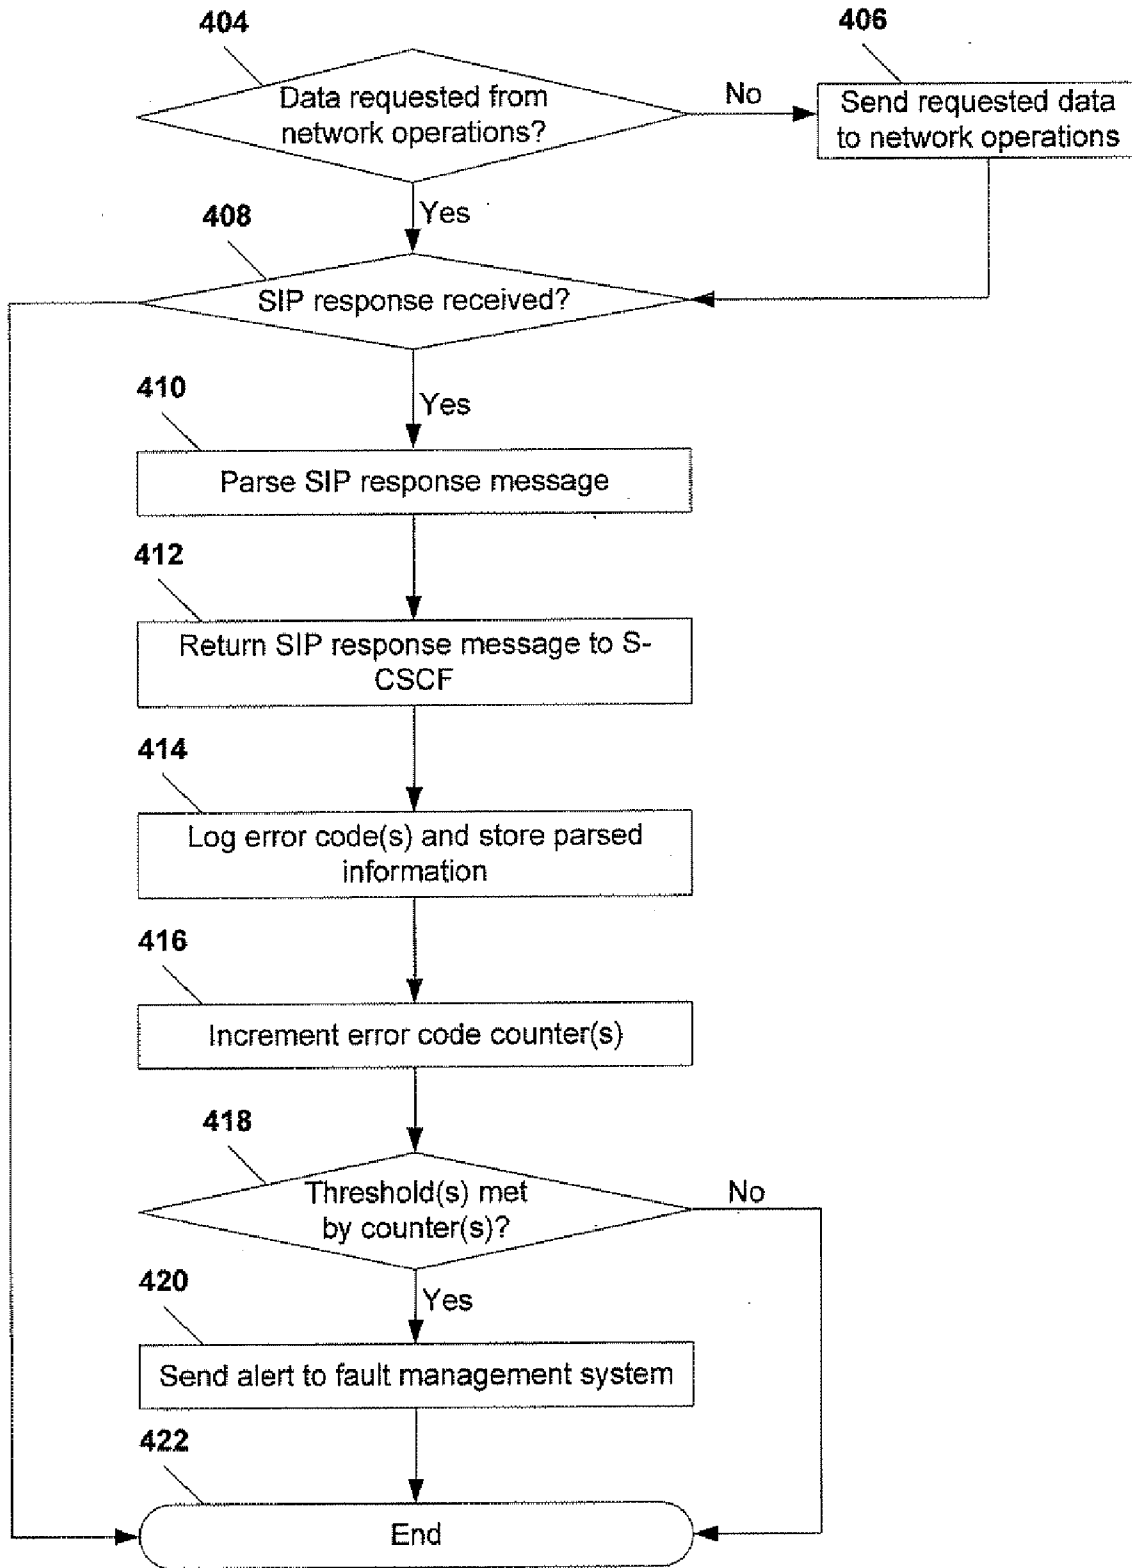 404
406
Data requested from
network operations?
No
Send requested data
to network operations
Yes
408
SIP response received?
Yes
410
Parse SIP response message
412
Return SIP response message to S-
CSCF
414
Log error code(s) and store parsed
information
416
Increment error code counter(s)
418
Threshold(s) met
by counter(s)?
No
Yes
420
Send alert to fault management system
422
End